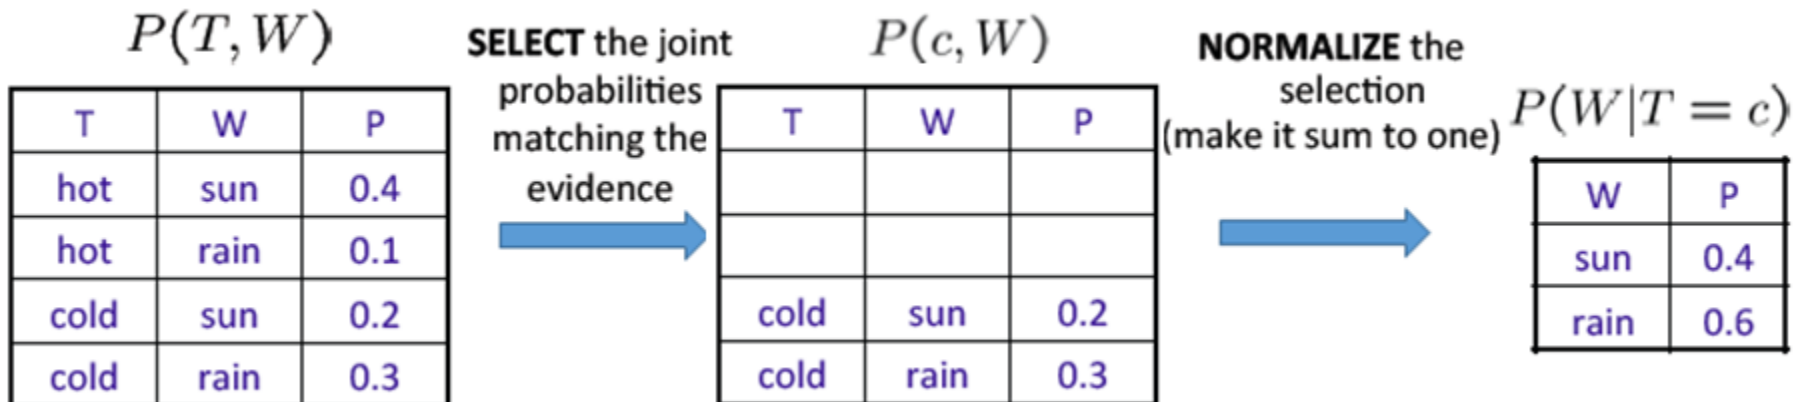 P(T, W)
T W P
hot sun 0.4
hot rain 0.1
cold sun 0.2
cold rain 0.3
SELECT the joint
probabilities
matching the
evidence
P(c, W)
T W P
cold sun 0.2
cold rain 0.3
NORMALIZE the
selection
(make it sum to one)
P(W|T = c)
W P
sun 0.4
rain 0.6